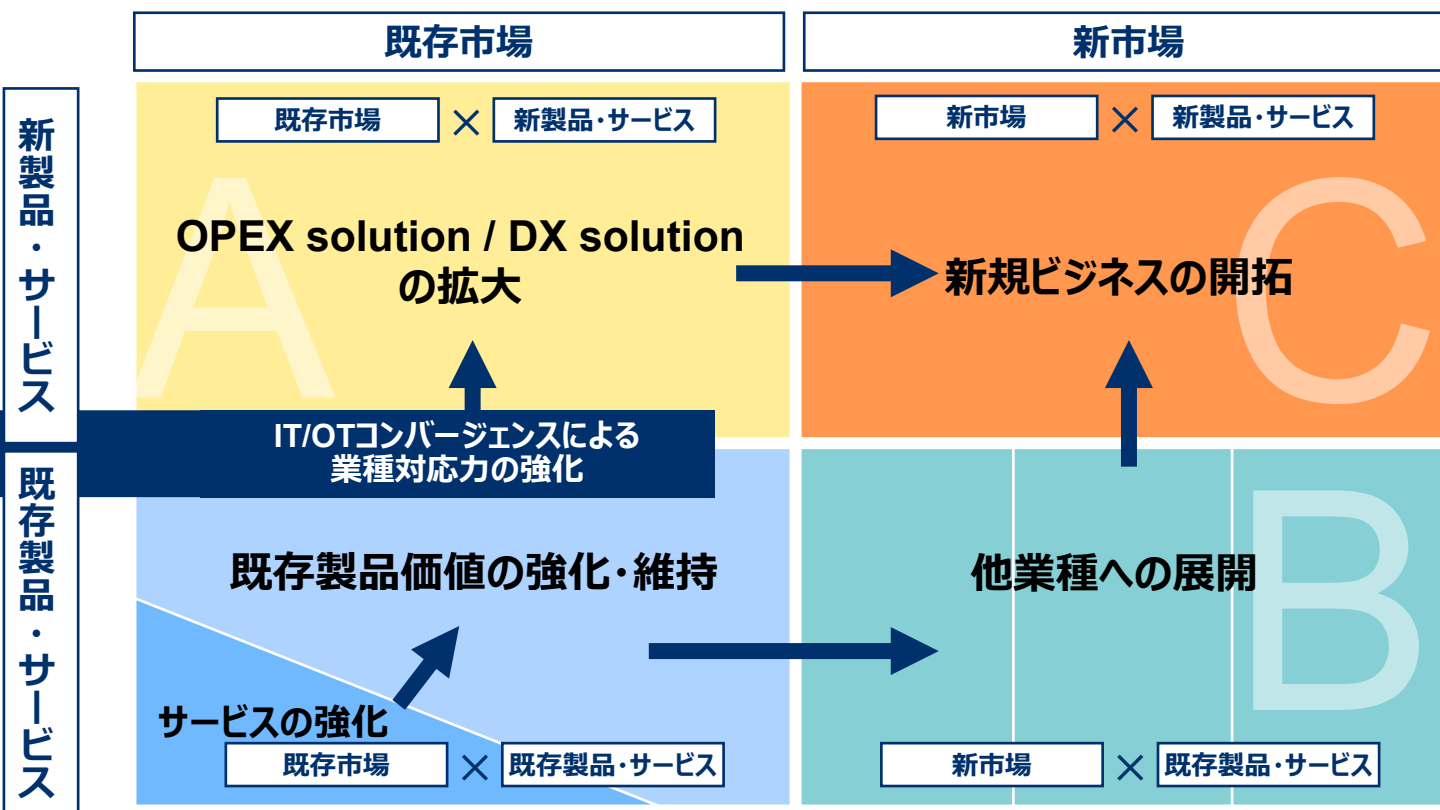 既存市場
新市場
新製品・サービス
既存市場 × 新製品・サービス
新市場 × 新製品・サービス
A
OPEX solution / DX solution
の拡大
C
新規ビジネスの開拓
IT/OTコンバージェンスによる
業種対応力の強化
既存製品・サービス
既存製品価値の強化・維持
B
他業種への展開
サービスの強化
既存市場 × 既存製品・サービス
新市場 × 既存製品・サービス